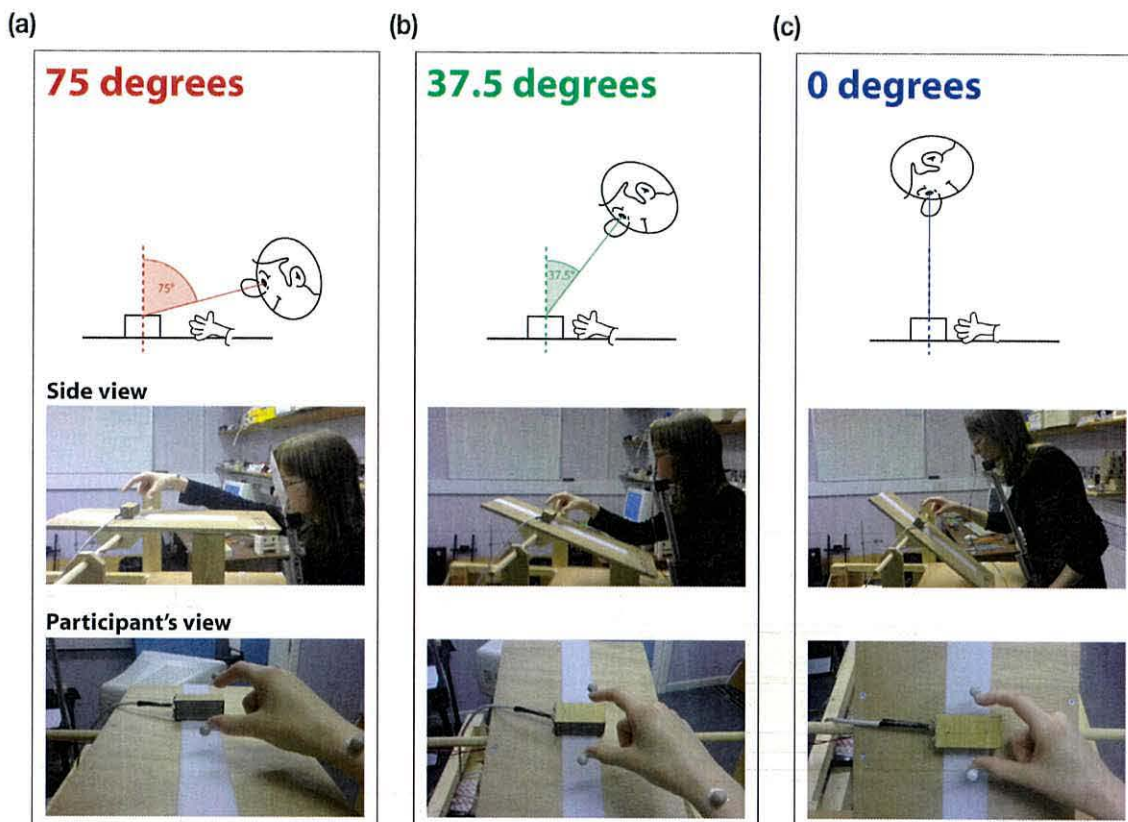 (a)
(b)
(c)
75 degrees
37.5 degrees
0 degrees
75°
37.5°
Side view
Participant's view